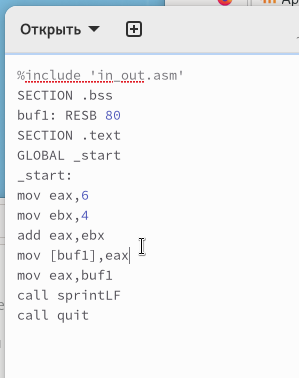 Открыть
%include 'in_out.asm'
SECTION .bss
buf1: RESB 80
SECTION .text
GLOBAL _start
_start:
mov eax,6
mov ebx,4
add eax,ebx
mov [buf1],eax
mov eax,buf1
call sprintLF
call quit